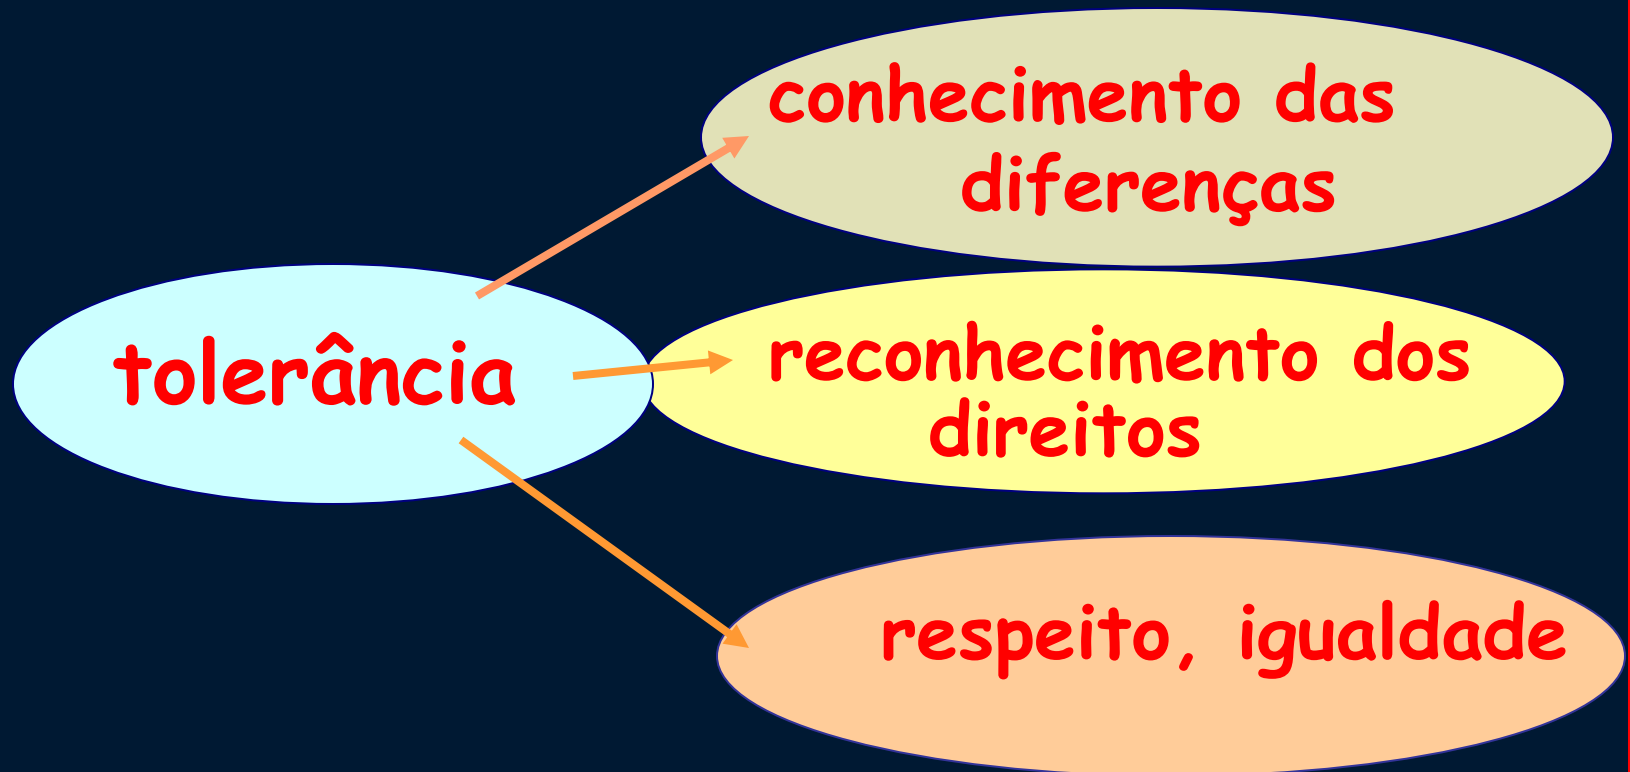 conhecimento das
diferenças
tolerância
reconhecimento dos
direitos
respeito, igualdade